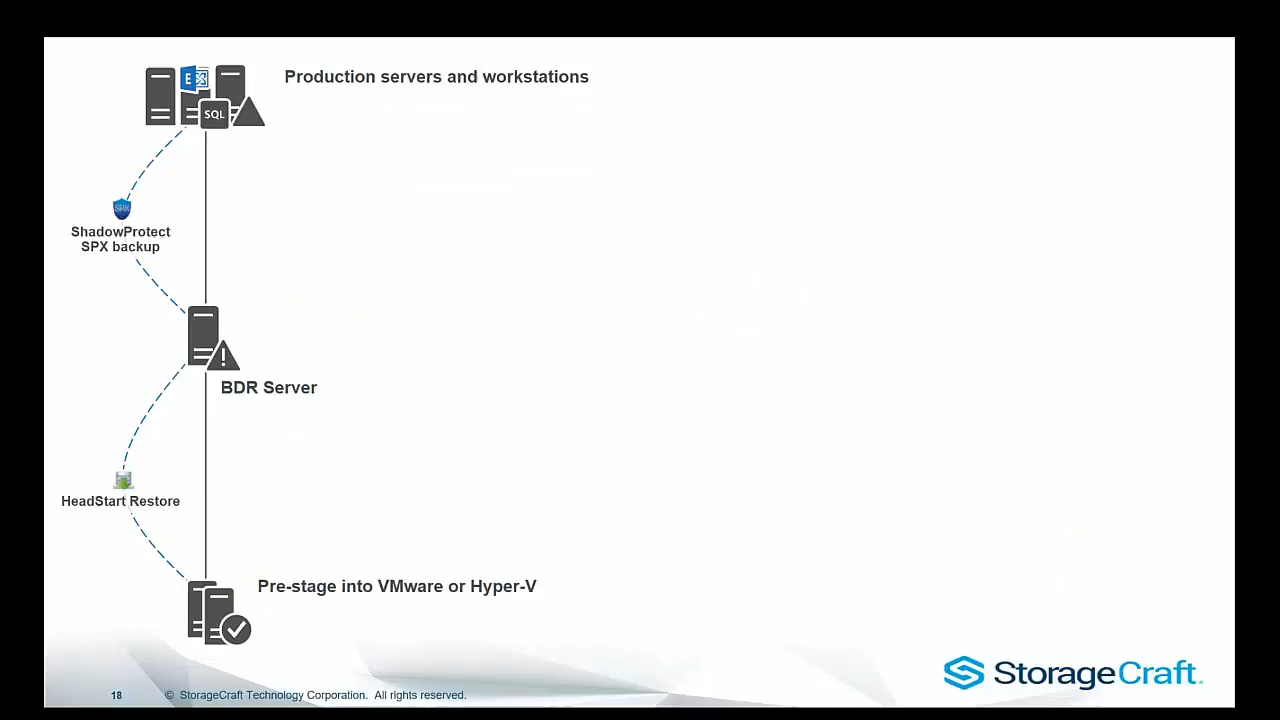 Production servers and workstations
E
SQL
SPX
ShadowProtect
SPX backup
BDR Server
HeadStart Restore
Pre-stage into VMware or Hyper-V
StorageCraft
18 © StorageCraft Technology Corporation. All rights reserved.